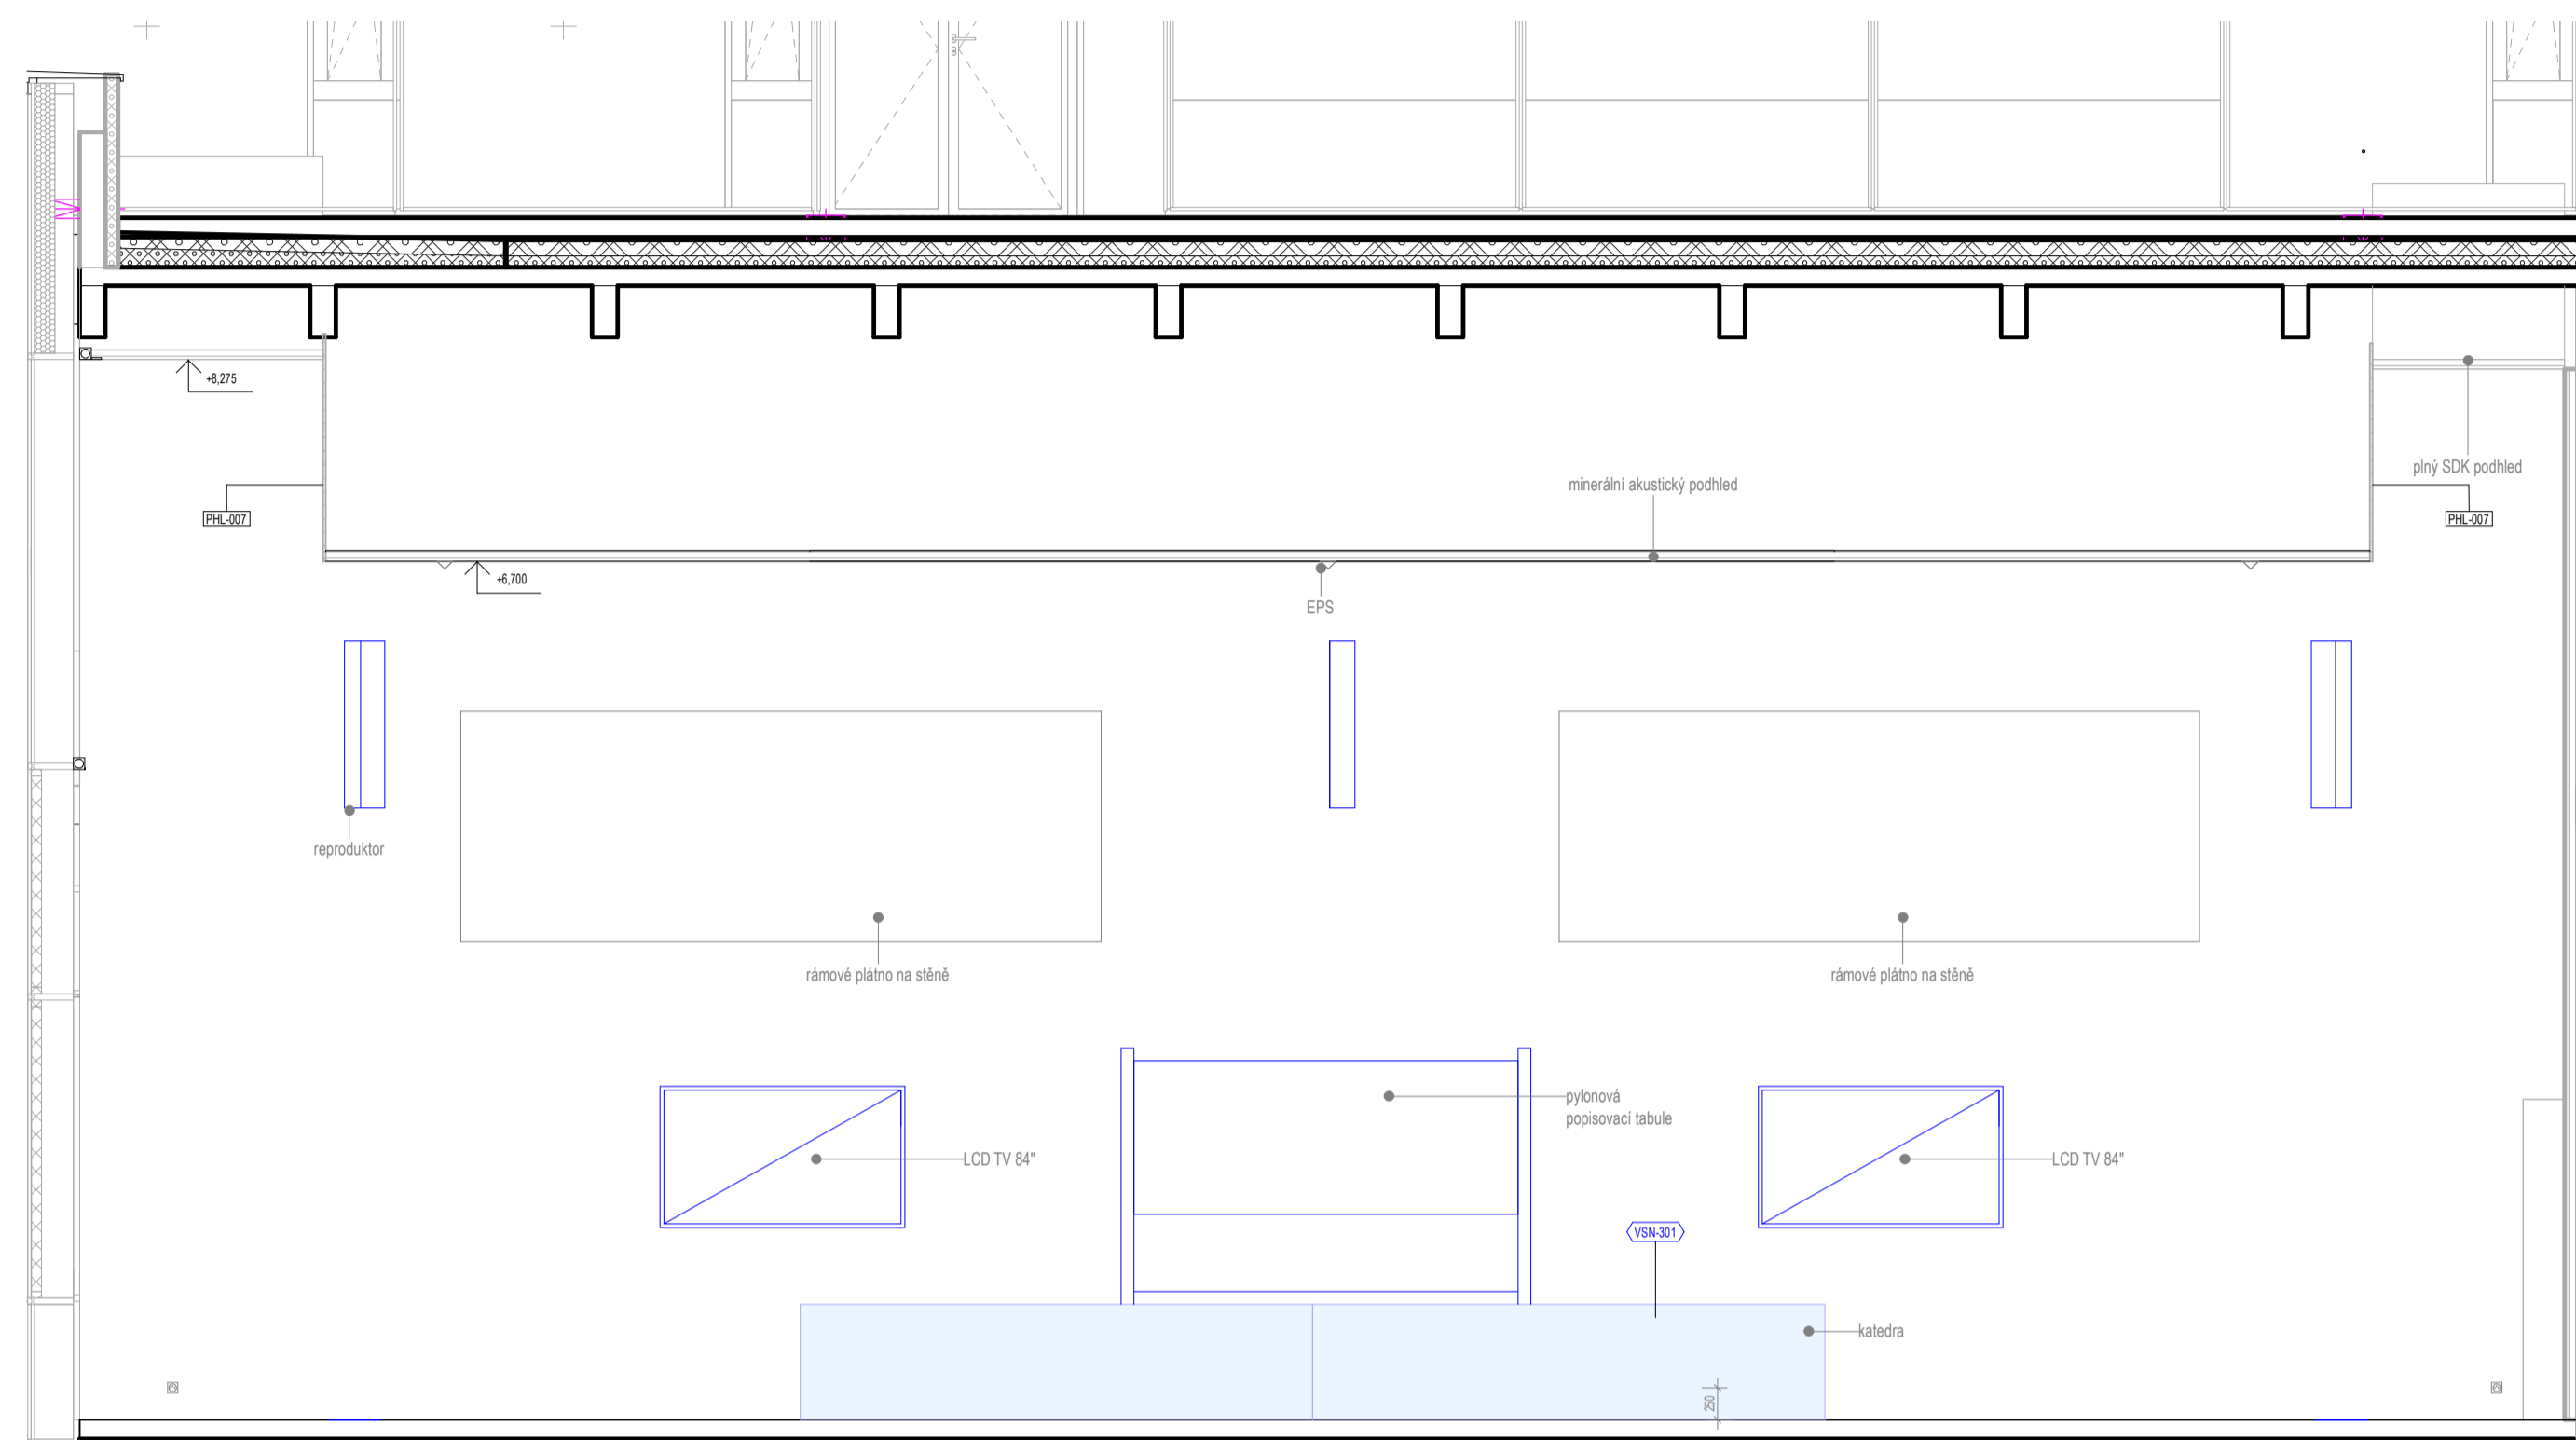 +8,275
plný SDK podhled
minerální akustický podhled
PHL-007
PHL-007
+6,700
EPS
reproduktor
rámové plátno na stěně
rámové plátno na stěně
pylonová
popisovací tabule
LCD TV 84"
LCD TV 84"
VSN-301
katedra
250